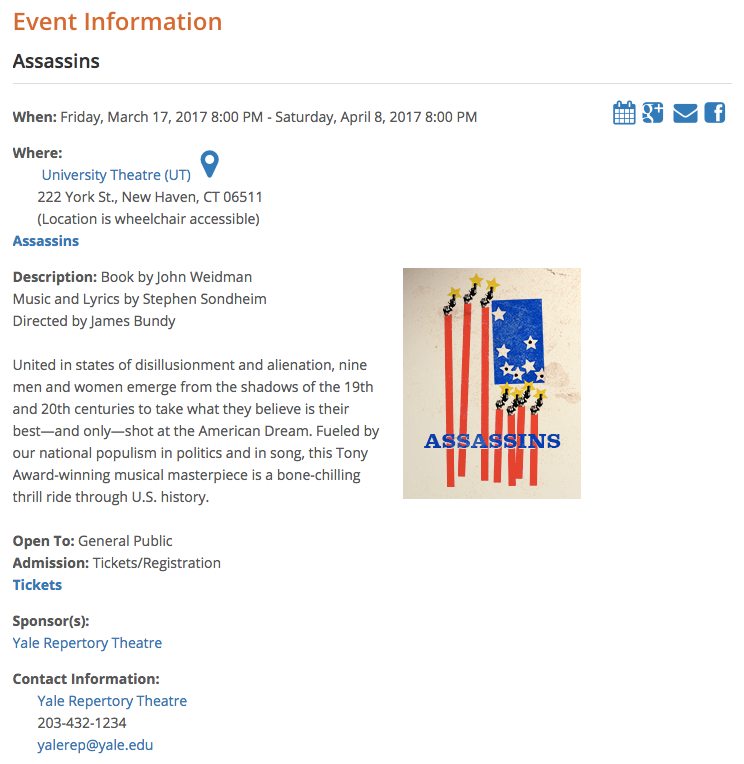 Event Information
Assassins
When: Friday, March 17, 2017 8:00 PM - Saturday, April 8, 2017 8:00 PM
Where:
University Theatre (UT)
222 York St., New Haven, CT 06511
(Location is wheelchair accessible)
Assassins
Description: Book by John Weidman
Music and Lyrics by Stephen Sondheim
Directed by James Bundy
United in states of disillusionment and alienation, nine
men and women emerge from the shadows of the 19th
and 20th centuries to take what they believe is their
best—and only—shot at the American Dream. Fueled by
our national populism in politics and in song, this Tony
Award-winning musical masterpiece is a bone-chilling
thrill ride through U.S. history.
ASSASSINS
Open To: General Public
Admission: Tickets/Registration
Tickets
Sponsor(s):
Yale Repertory Theatre
Contact Information:
Yale Repertory Theatre
203-432-1234
yalerep@yale.edu